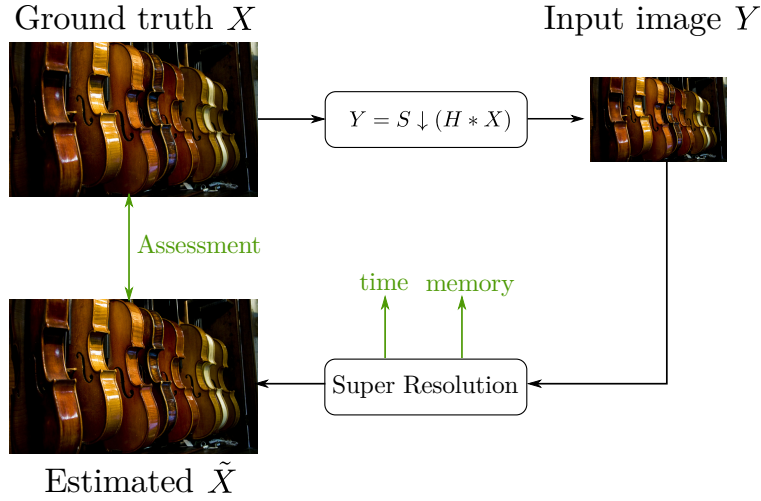 Ground truth X
Input image Y
Y = S ↓ (H ∗ X)
Assessment
time
memory
Super Resolution
Estimated X̃